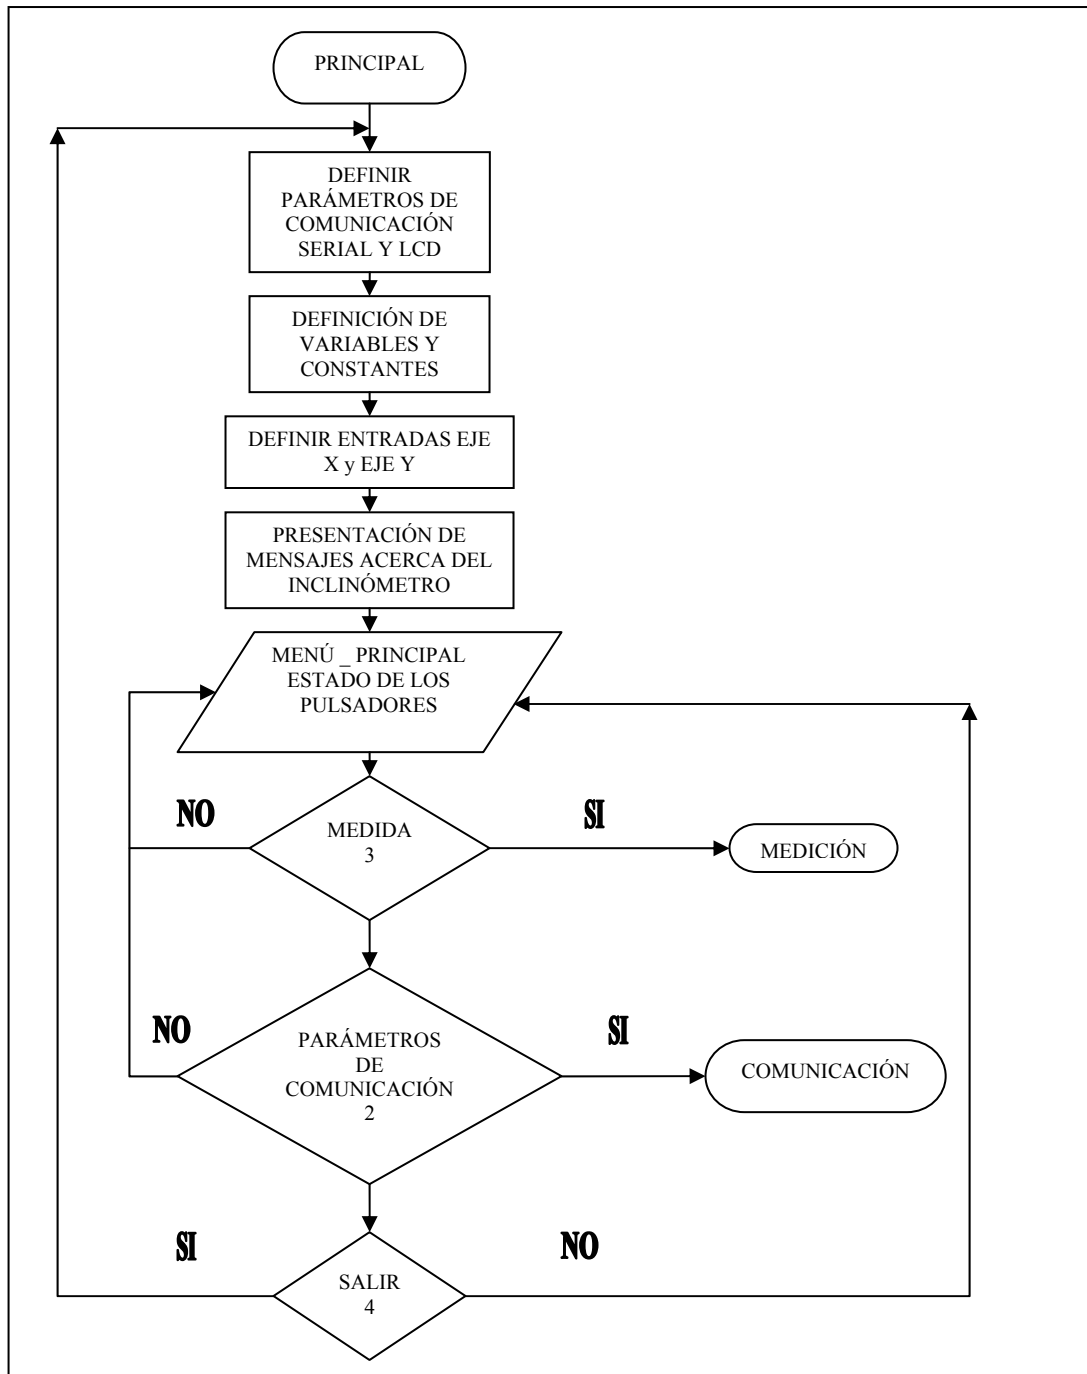 PRINCIPAL
DEFINIR
PARÁMETROS DE
COMUNICACIÓN
SERIAL Y LCD
DEFINICIÓN DE
VARIABLES Y
CONSTANTES
DEFINIR ENTRADAS EJE
X y EJE Y
PRESENTACIÓN DE
MENSAJES ACERCA DEL
INCLINÓMETRO
MENÚ _ PRINCIPAL
ESTADO DE LOS
PULSADORES
NO
SI
MEDIDA
3
MEDICIÓN
NO
SI
PARÁMETROS
DE
COMUNICACIÓN
2
COMUNICACIÓN
SI
NO
SALIR
4